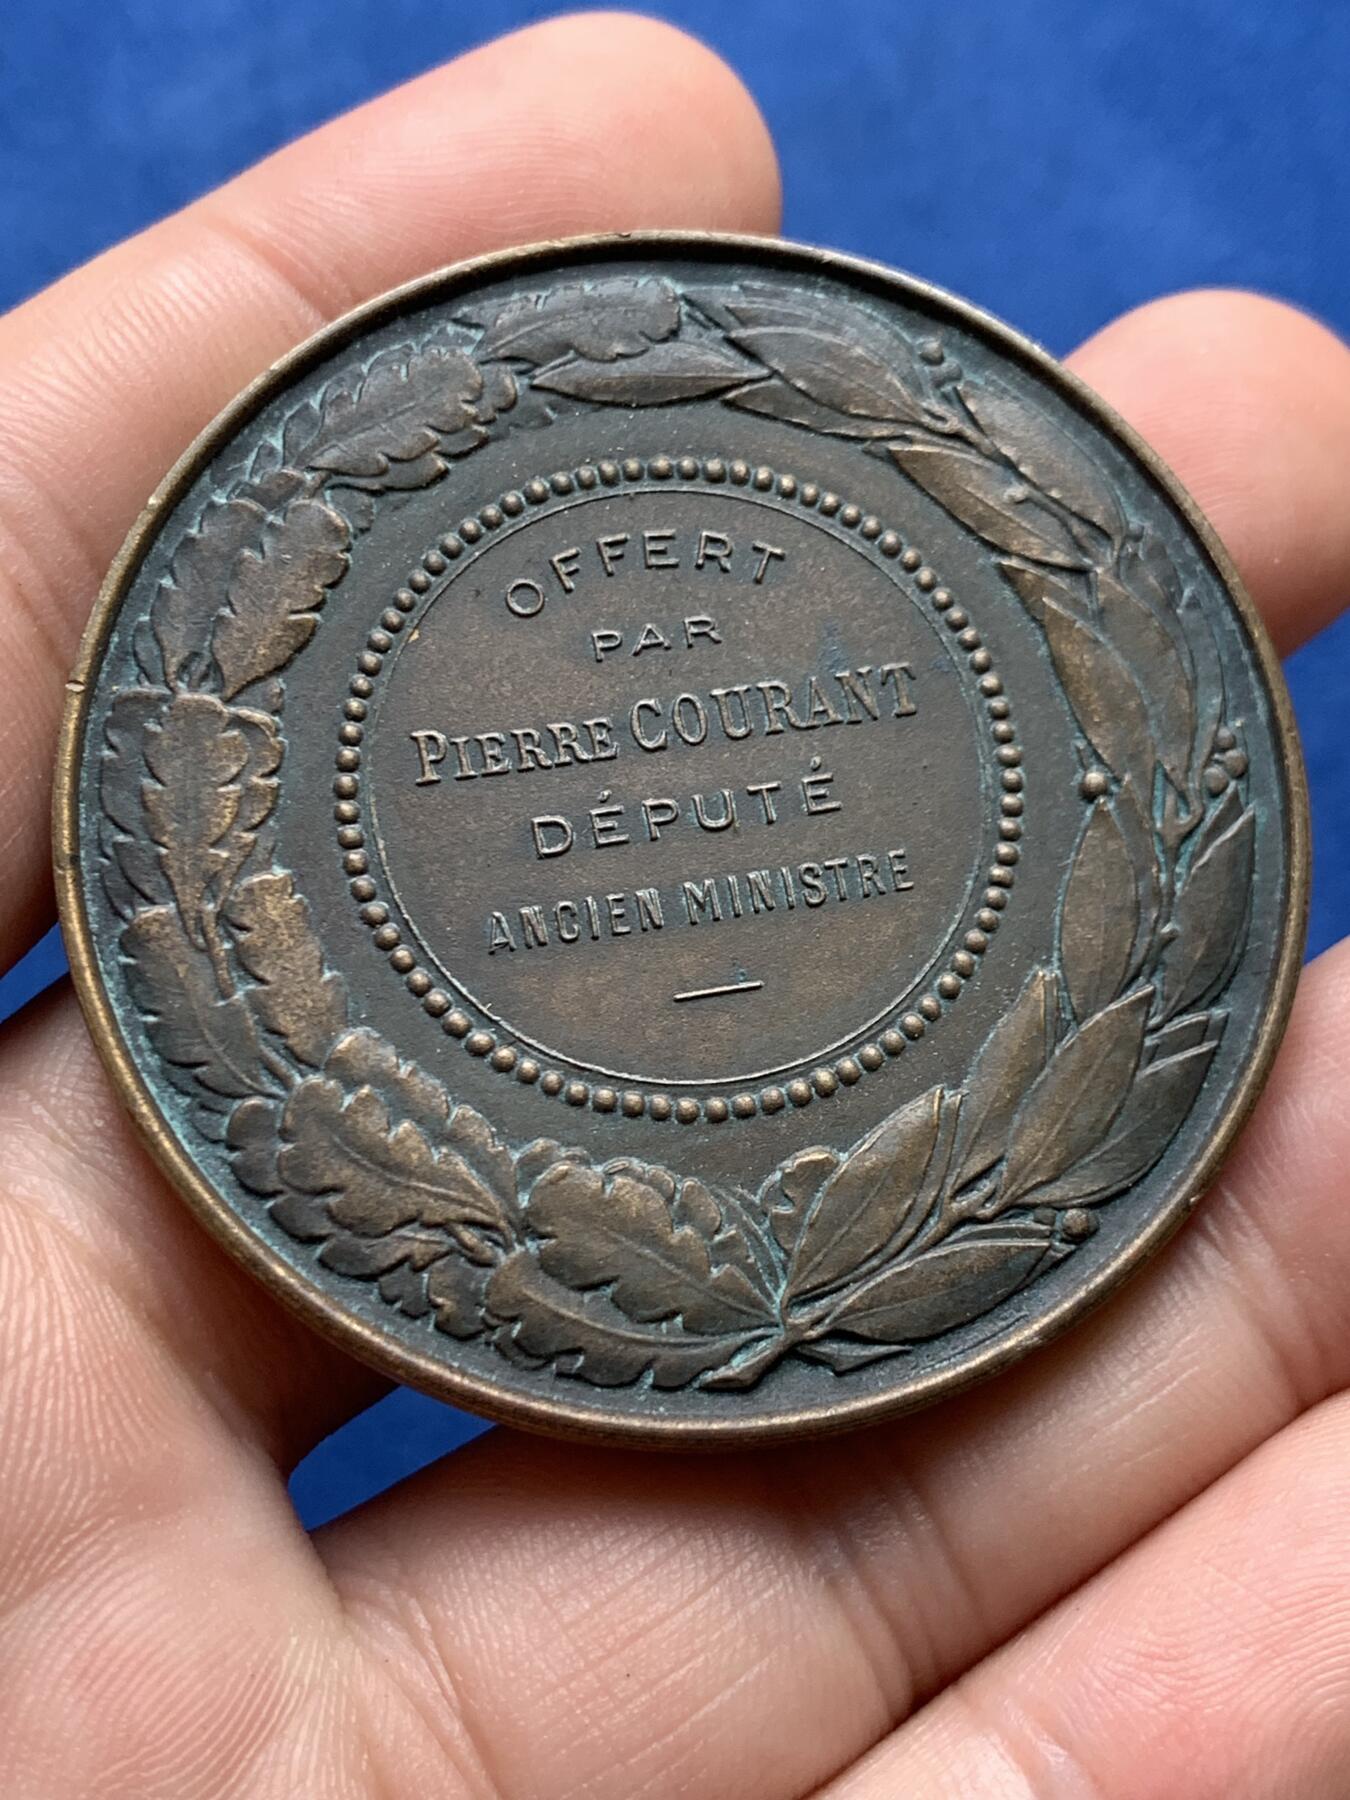 OFFERT
PAR
PIERRE COURANT
DÉPUTÉ
ANCIEN MINISTRE